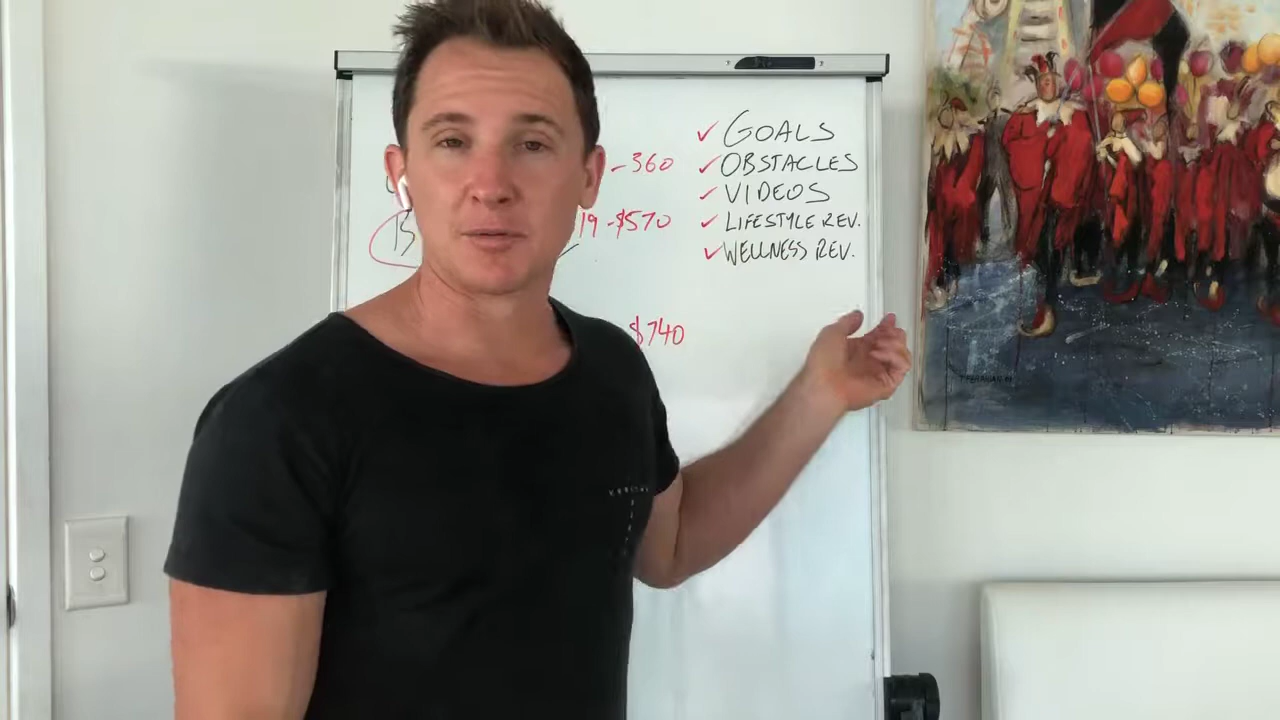 ✓ GOALS
-360 ✓ OBSTACLES
✓ VIDEOS
19 -$570 ✓ LIFESTYLE REV.
✓ WELLNESS REV.
$740